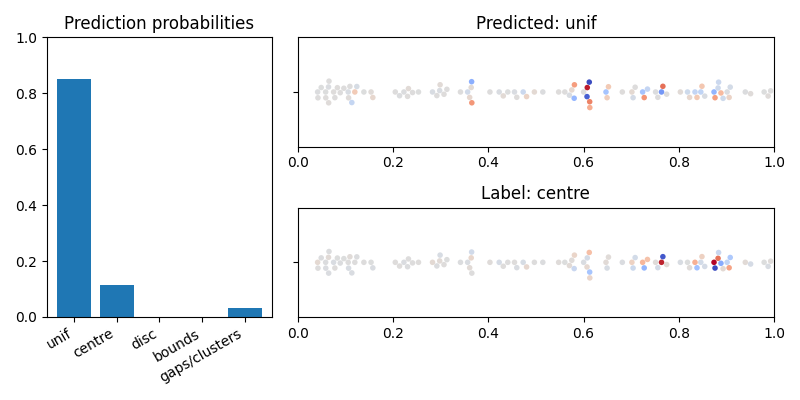 Prediction probabilities
1.0
0.8
0.6
0.4
0.2
0.0
unif
centre
disc
bounds
gaps/clusters
Predicted: unif
0.0 0.2 0.4 0.6 0.8 1.0
Label: centre
0.0 0.2 0.4 0.6 0.8 1.0